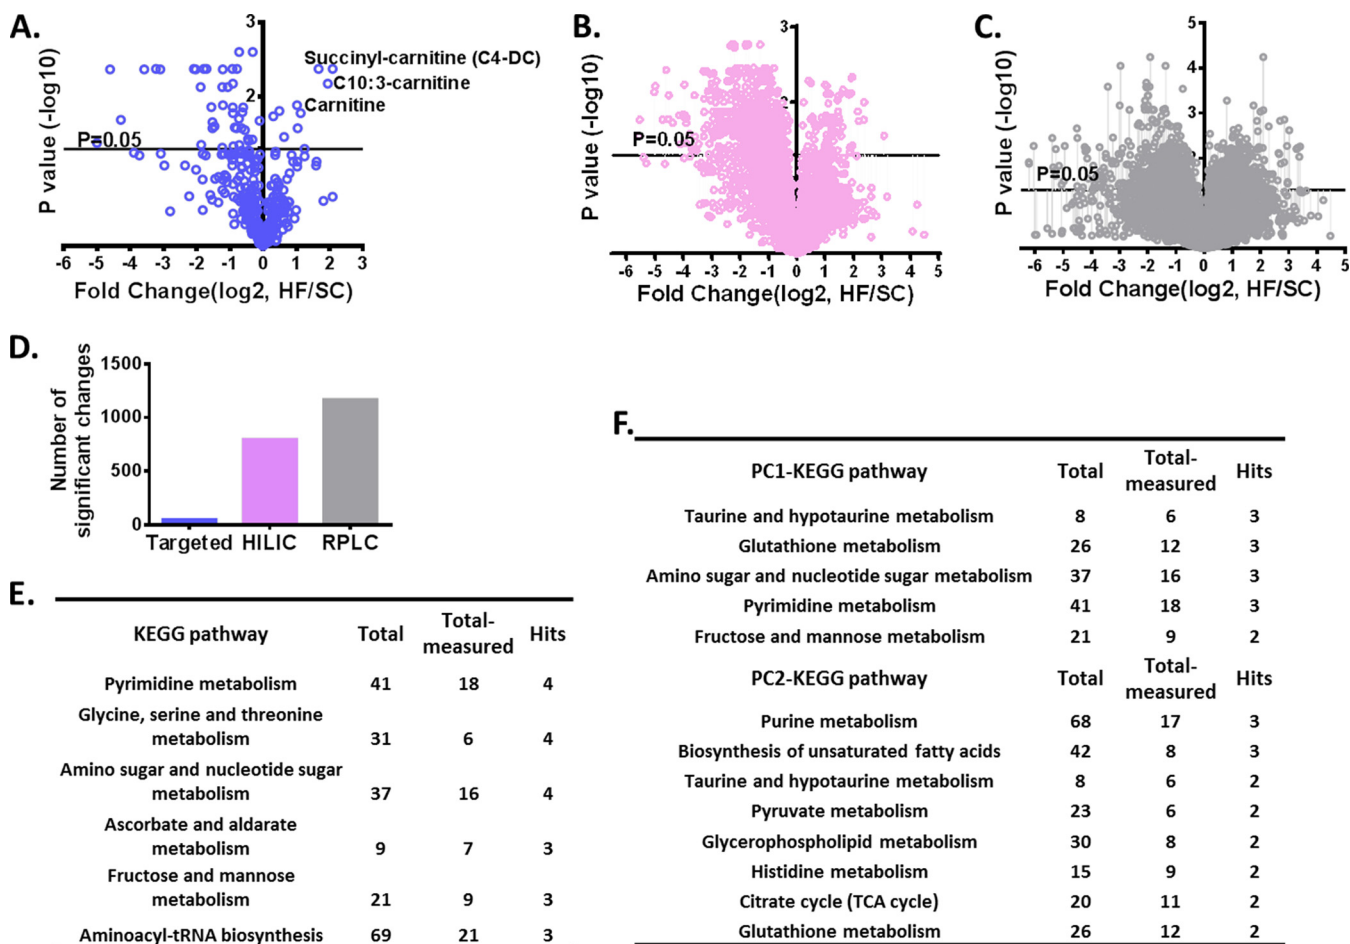 A.
P value (-log10)
3
2
P=0.05
Succinyl-carnitine (C4-DC)
C10:3-carnitine
Carnitine
-6 -5 -4 -3 -2 -1 0 1 2 3
Fold Change(log2, HF/SC)
B.
P value (-log10)
3
2
P=0.05
-6 -5 -4 -3 -2 -1 0 1 2 3 4 5
Fold Change(log2, HF/SC)
C.
P value (-log10)
5
4
3
2
P=0.05
-6 -5 -4 -3 -2 -1 0 1 2 3 4 5
Fold Change(log2, HF/SC)
D.
Number of
significant changes
1500
1000
500
0
Targeted HILIC RPLC
E.
KEGG pathway Total Total-measured Hits
Pyrimidine metabolism 41 18 4
Glycine, serine and threonine
metabolism 31 6 4
Amino sugar and nucleotide sugar
metabolism 37 16 4
Ascorbate and aldarate
metabolism 9 7 3
Fructose and mannose
metabolism 21 9 3
Aminoacyl-tRNA biosynthesis 69 21 3
F.
PC1-KEGG pathway Total Total-measured Hits
Taurine and hypotaurine metabolism 8 6 3
Glutathione metabolism 26 12 3
Amino sugar and nucleotide sugar metabolism 37 16 3
Pyrimidine metabolism 41 18 3
Fructose and mannose metabolism 21 9 2
PC2-KEGG pathway Total Total-measured Hits
Purine metabolism 68 17 3
Biosynthesis of unsaturated fatty acids 42 8 3
Taurine and hypotaurine metabolism 8 6 2
Pyruvate metabolism 23 6 2
Glycerophospholipid metabolism 30 8 2
Histidine metabolism 15 9 2
Citrate cycle (TCA cycle) 20 11 2
Glutathione metabolism 26 12 2